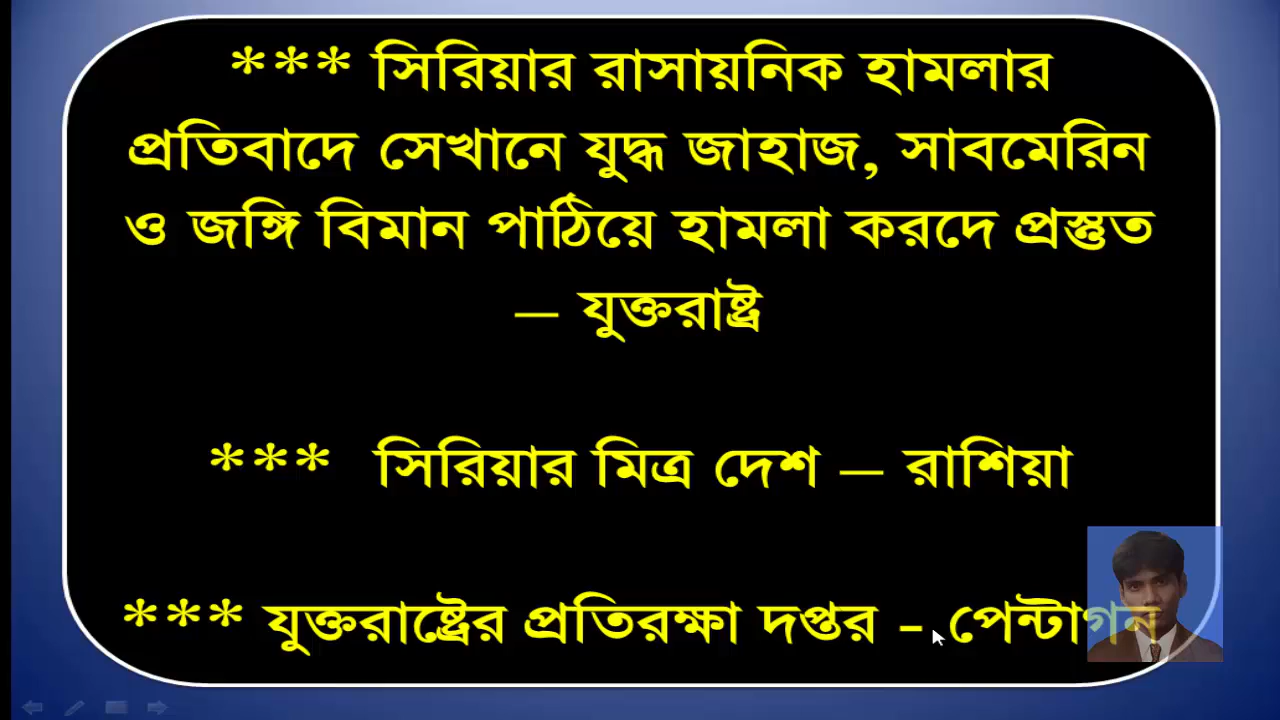 *** সিরিয়ার রাসায়নিক হামলার
প্রতিবাদে সেখানে যুদ্ধ জাহাজ, সাবমেরিন
ও জঙ্গি বিমান পাঠিয়ে হামলা করদে প্রস্তুত
– যুক্তরাষ্ট্র
*** সিরিয়ার মিত্র দেশ – রাশিয়া
*** যুক্তরাষ্ট্রের প্রতিরক্ষা দপ্তর - পেন্টাগন